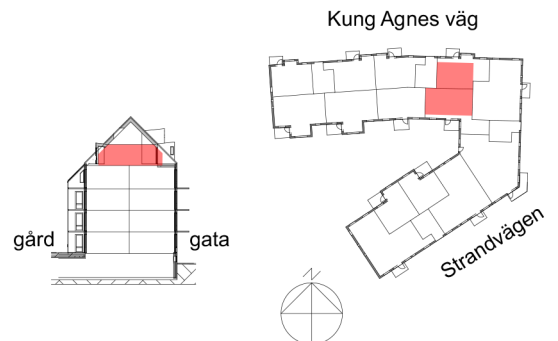 Kung Agnes väg
gård
gata
Strandvägen
N